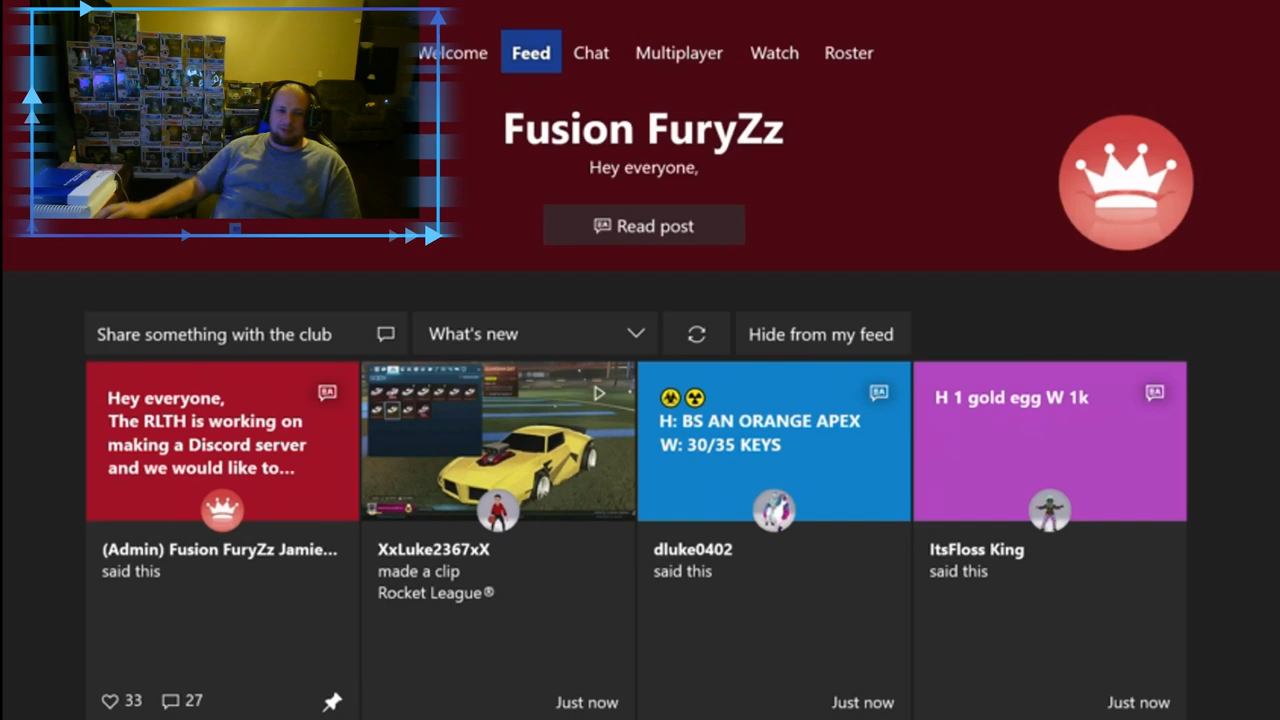 Welcome
Feed
Chat
Multiplayer
Watch
Roster
Fusion FuryZz
Hey everyone,
Read post
Share something with the club
What's new
Hide from my feed
Hey everyone,
The RLTH is working on
making a Discord server
and we would like to...
(Admin) Fusion FuryZz Jamie...
said this
33
27
XxLuke2367xX
made a clip
Rocket League®
Just now
H: BS AN ORANGE APEX
W: 30/35 KEYS
dluke0402
said this
Just now
H 1 gold egg W 1k
ItsFloss King
said this
Just now